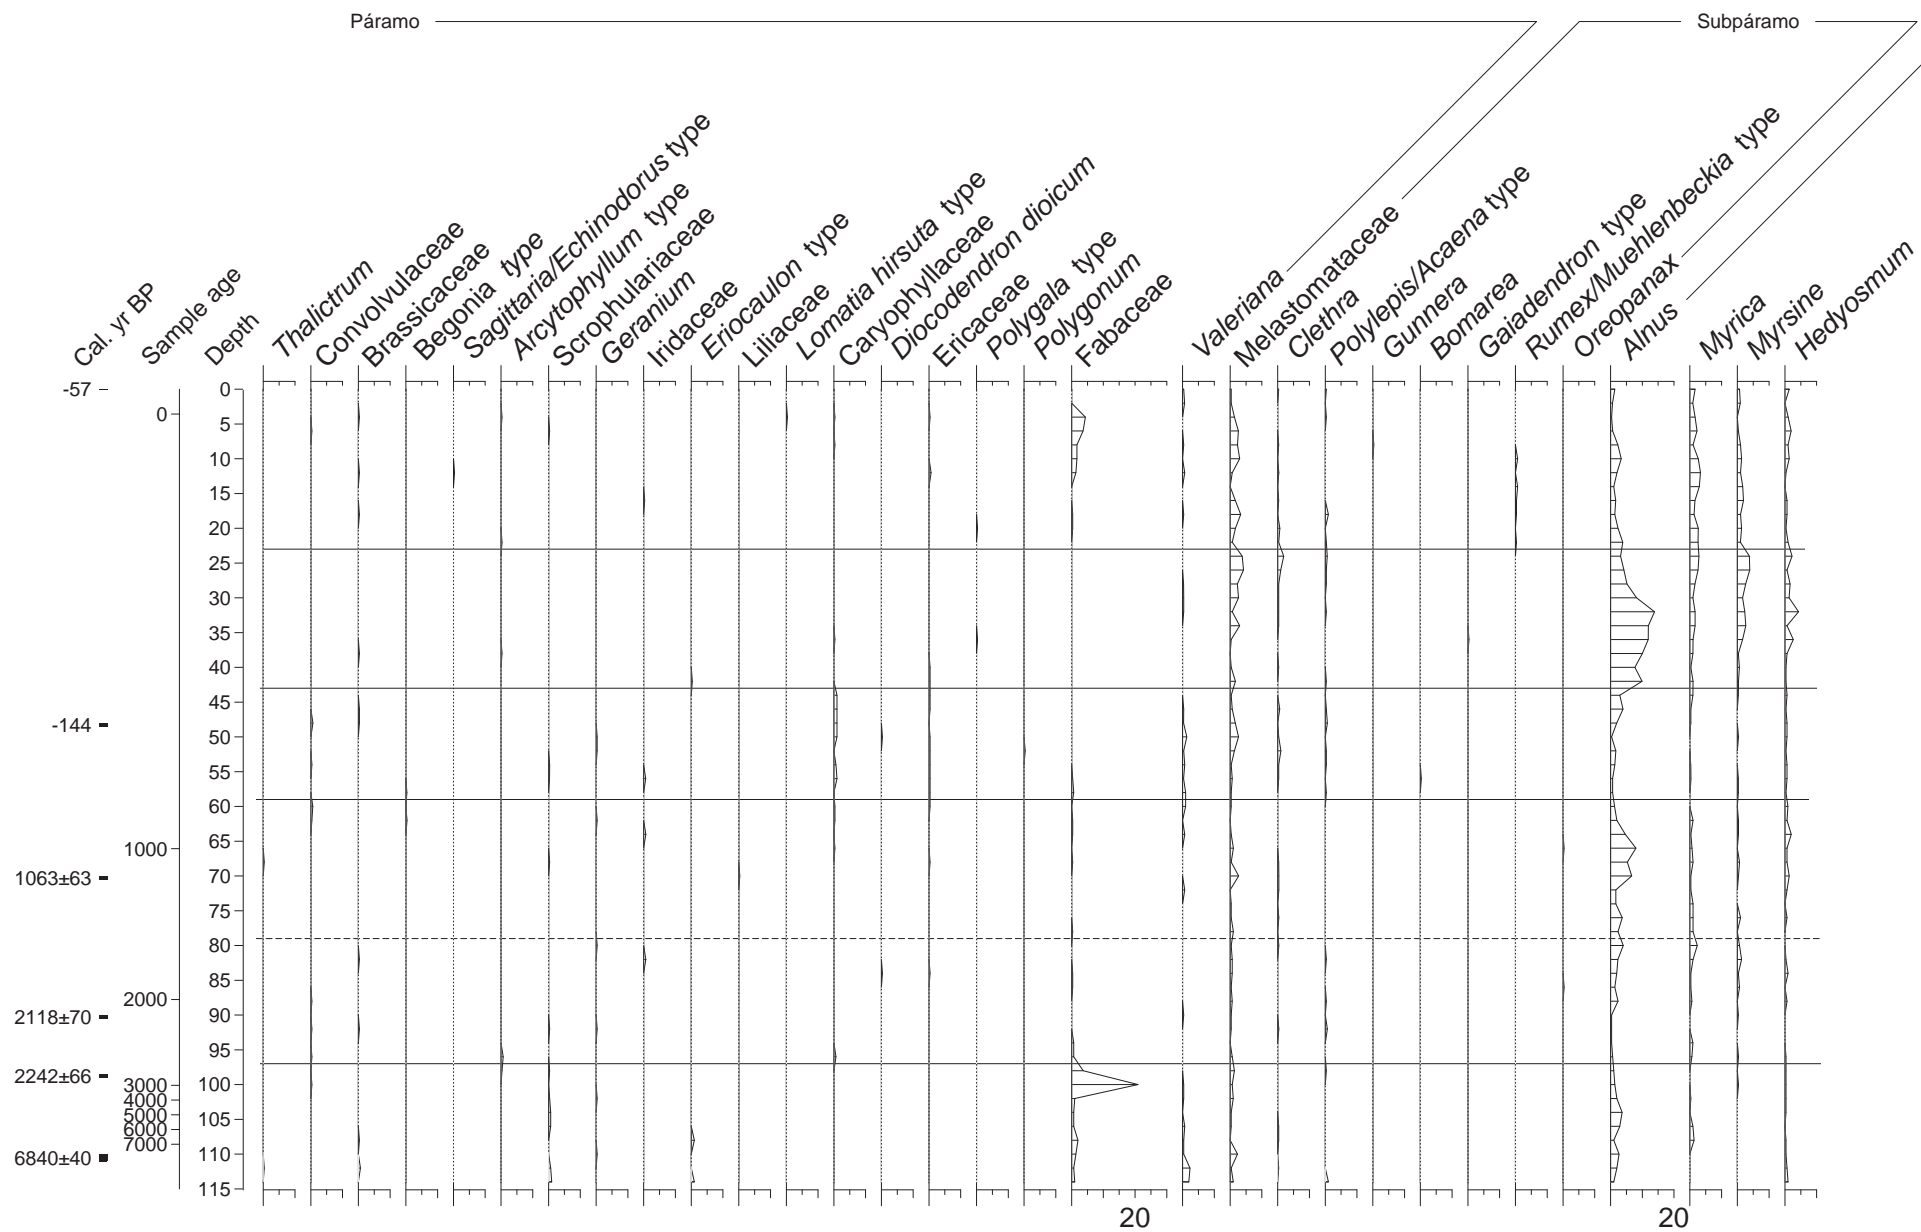 Páramo
Subpáramo
Cal. yr BP
Sample age
Depth
Thalictrum
Convolvulaceae
Brassicaceae
Begonia type
Sagittaria/Echinodorus type
Arcytophyllum type
Scrophulariaceae
Geranium
Iridaceae
Eriocaulon type
Liliaceae
Lomatia hirsuta type
Caryophyllaceae
Diocodendron dioicum
Ericaceae
Polygala type
Polygonum
Fabaceae
Valeriana
Melastomataceae
Clethra
Polylepis/Acaena type
Gunnera
Bomarea
Gaiadendron type
Rumex/Muehlenbeckia type
Oreopanax
Alnus
Myrica
Myrsine
Hedyosmum
-57
-144
1063±63
2118±70
2242±66
6840±40
0
1000
2000
3000
4000
5000
6000
7000
0
5
10
15
20
25
30
35
40
45
50
55
60
65
70
75
80
85
90
95
100
105
110
115
20
20